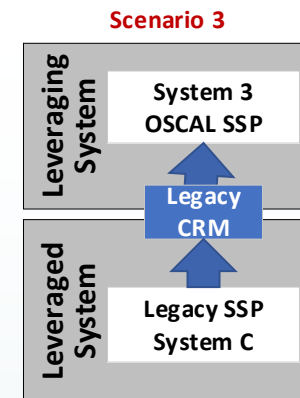 Scenario 3
Leveraging
System
System 3
OSCAL SSP
Legacy
CRM
Leveraged
System
Legacy SSP
System C